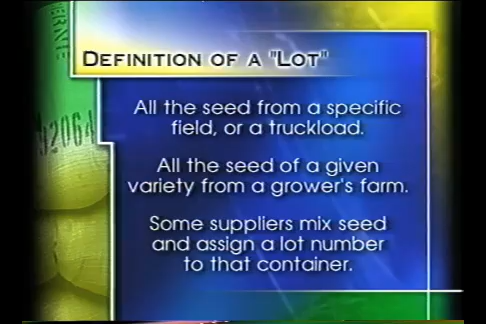 DEFINITION OF A "LOT"
All the seed from a specific
field, or a truckload.
All the seed of a given
variety from a grower's farm.
Some suppliers mix seed
and assign a lot number
to that container.
92064